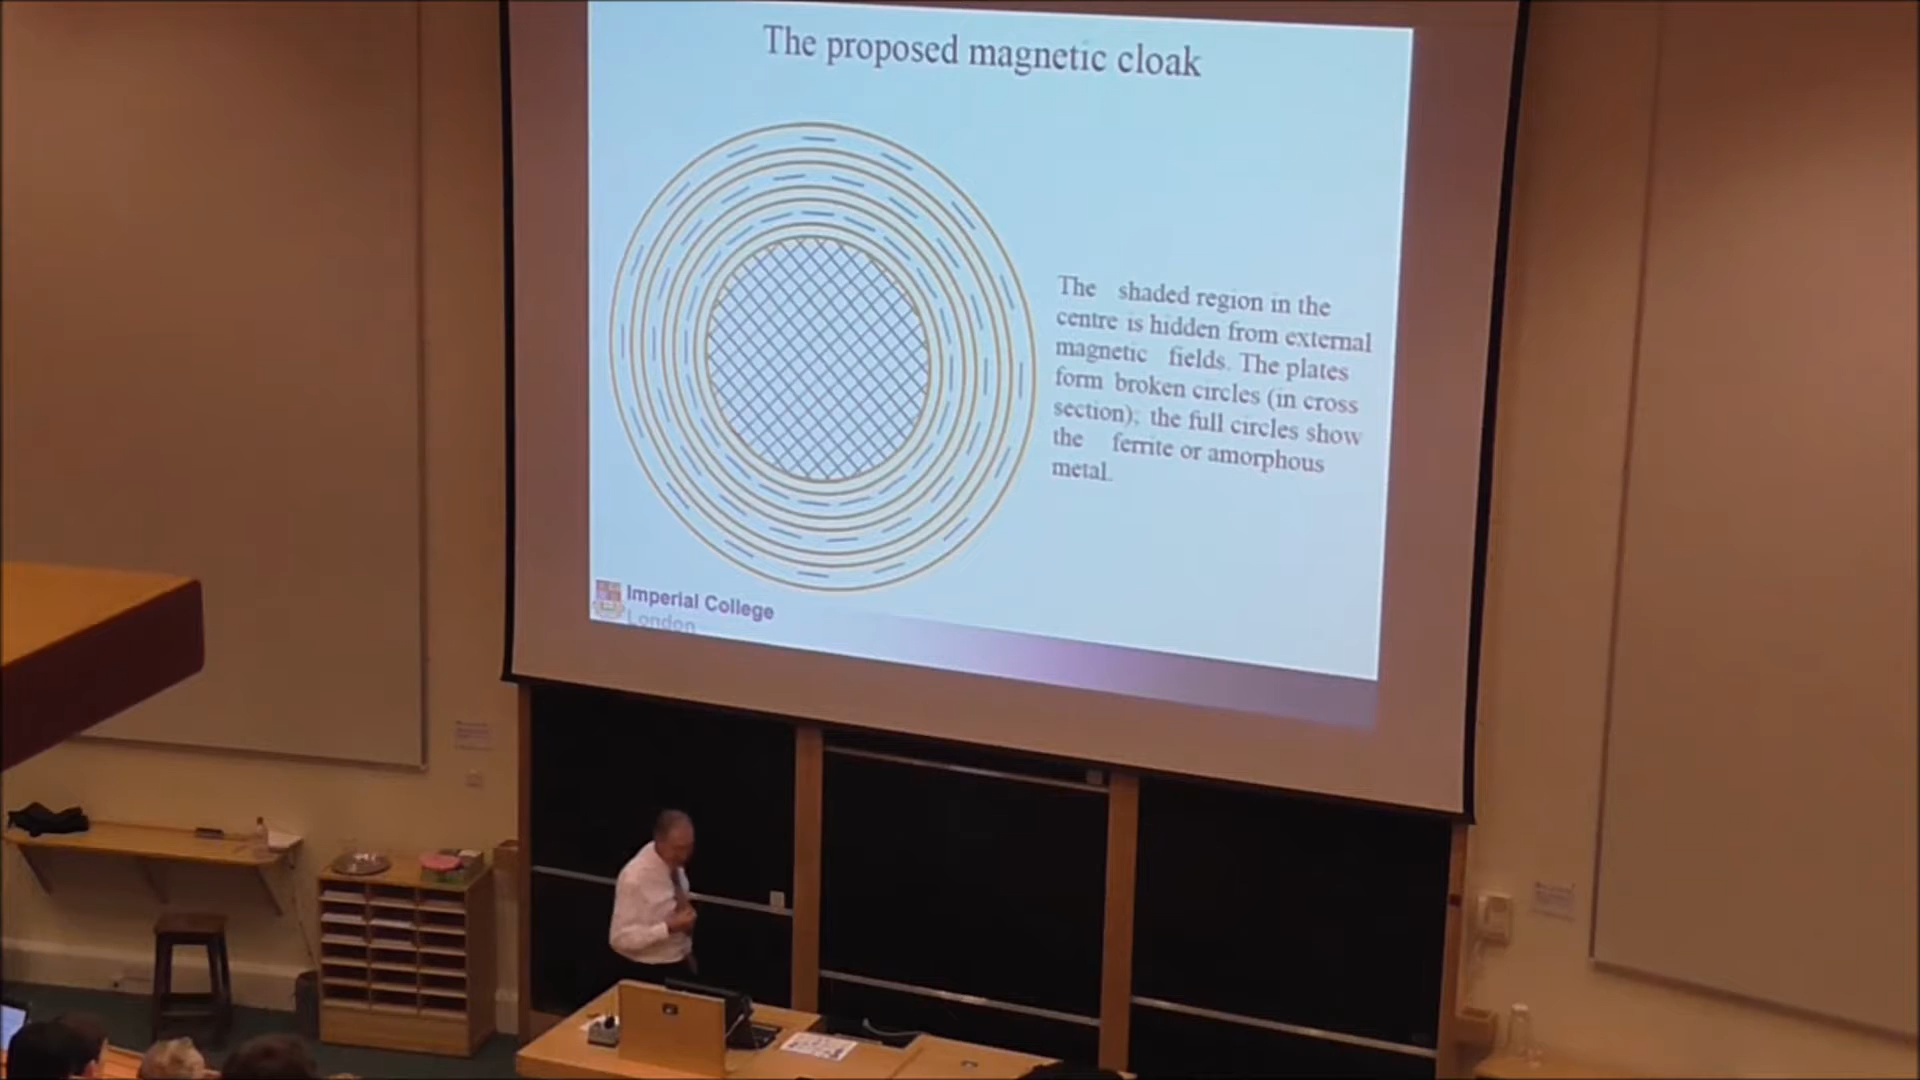 The proposed magnetic cloak
The shaded region in the
centre is hidden from external
magnetic fields. The plates
form broken circles (in cross
section); the full circles show
the ferrite or amorphous
metal.
Imperial College
London